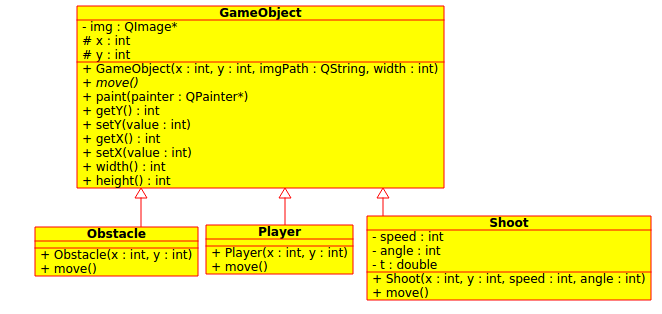 GameObject
- img : QImage*
# x : int
# y : int
+ GameObject(x : int, y : int, imgPath : QString, width : int)
+ move()
+ paint(painter : QPainter*)
+ getY() : int
+ setY(value : int)
+ getX() : int
+ setX(value : int)
+ width() : int
+ height() : int
Obstacle
+ Obstacle(x : int, y : int)
+ move()
Player
+ Player(x : int, y : int)
+ move()
Shoot
- speed : int
- angle : int
- t : double
+ Shoot(x : int, y : int, speed : int, angle : int)
+ move()